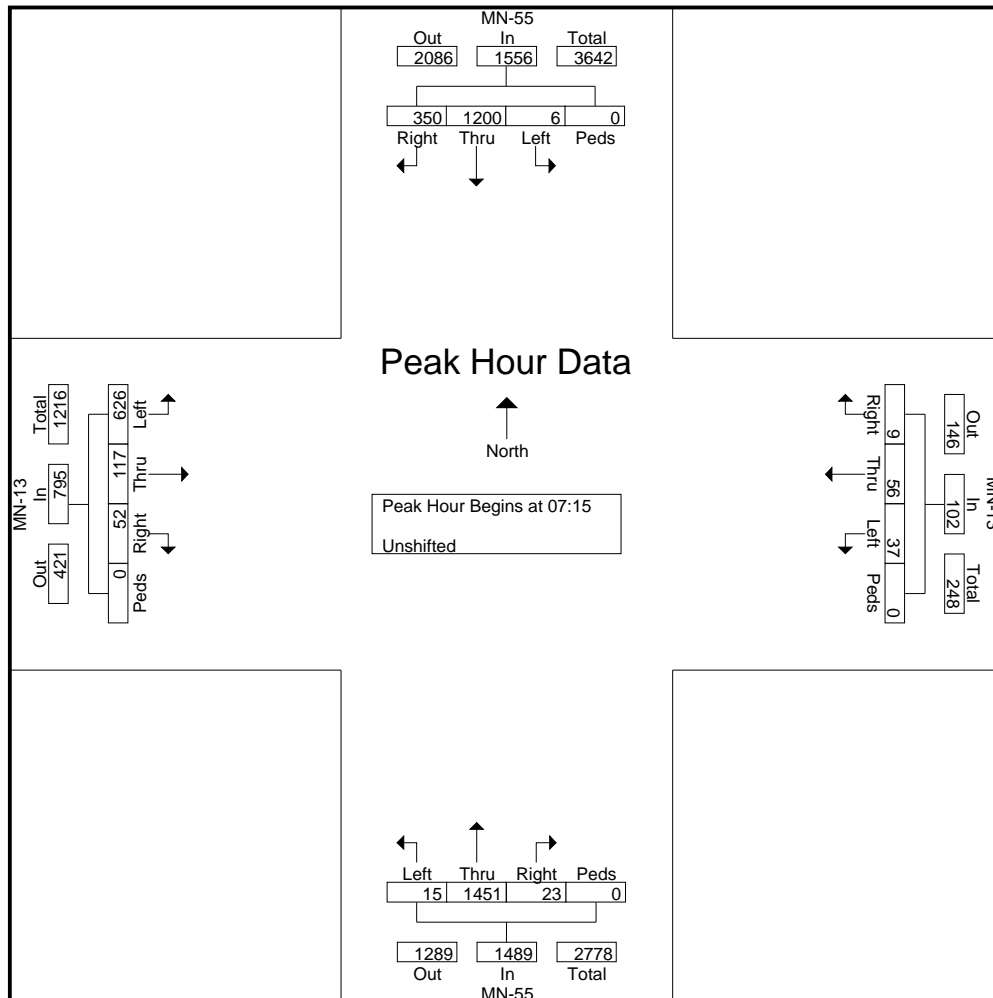 MN-55
Out In Total
2086 1556 3642
350 1200 6 0
Right Thru Left Peds
Peak Hour Data
North
Peak Hour Begins at 07:15
Unshifted
MN-13
Total In Out
1216 795 421
626 117 52 0
Left Thru Right Peds
Right Thru Left Peds
9 56 37 0
Out In Total
146 102 248
MN-13
Left Thru Right Peds
15 1451 23 0
1289 1489 2778
Out In Total
MN-55